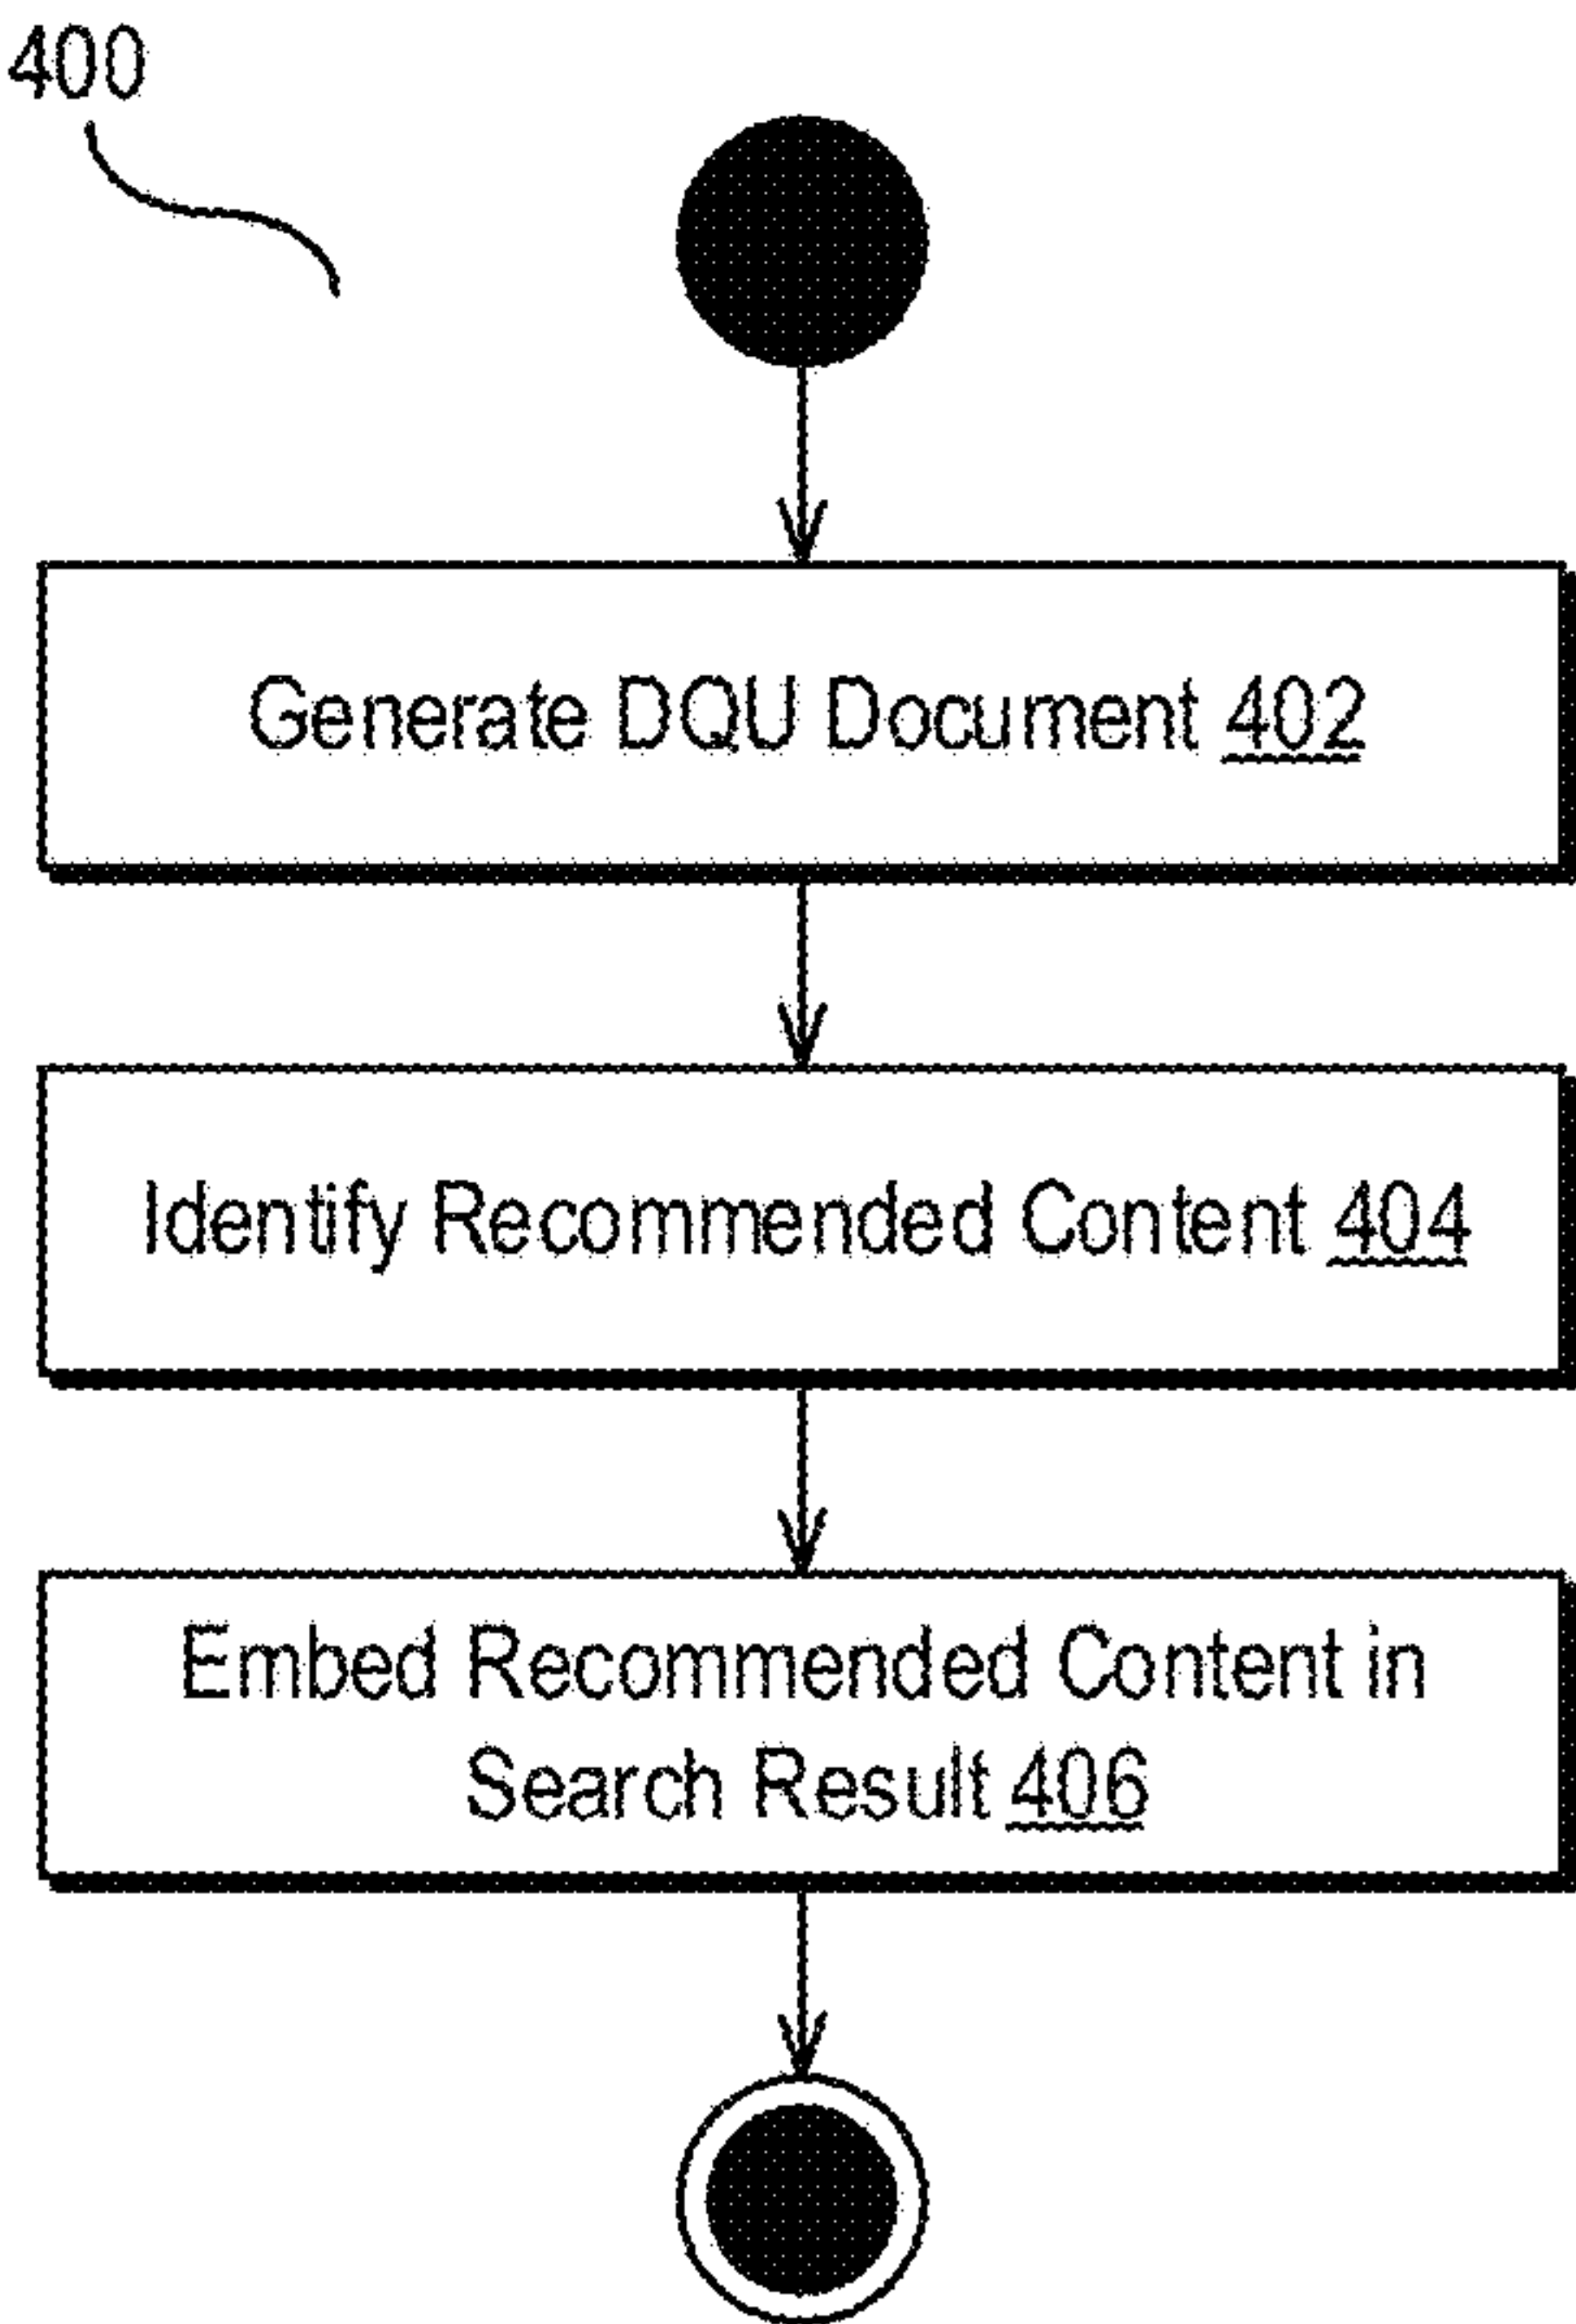 400
Generate DQU Document 402
Identify Recommended Content 404
Embed Recommended Content in
Search Result 406